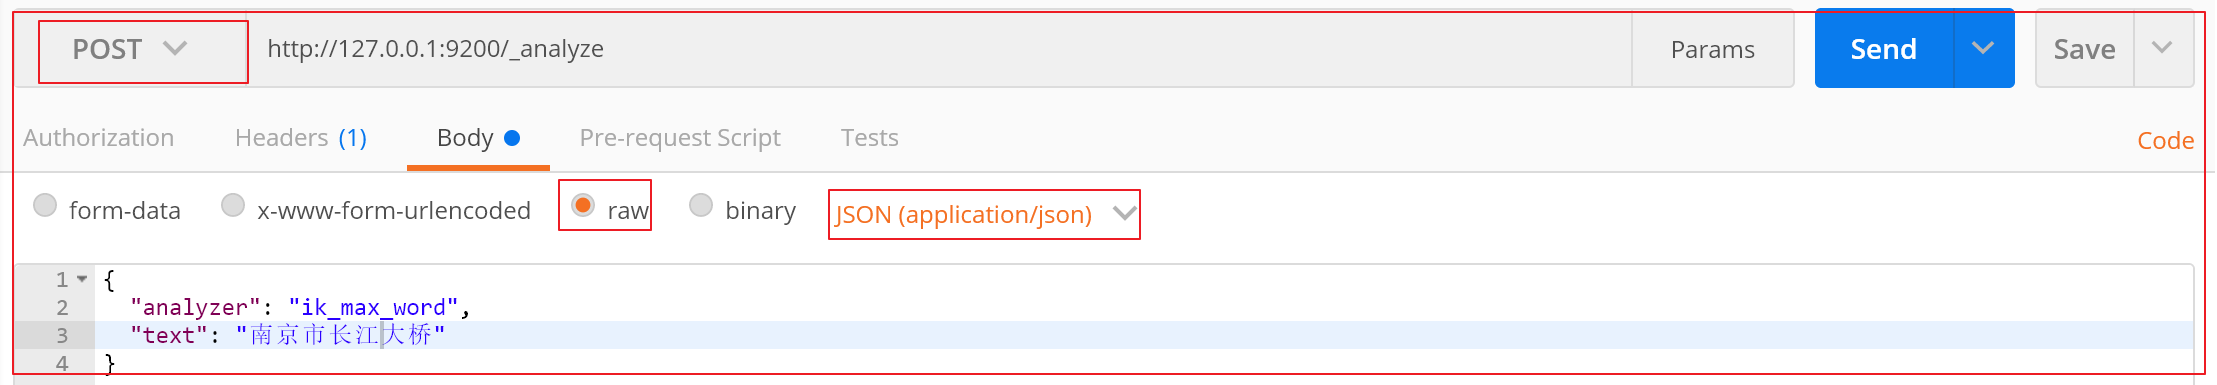 POST http://127.0.0.1:9200/_analyze Params Send Save
Authorization Headers (1) Body Pre-request Script Tests Code
form-data x-www-form-urlencoded raw binary JSON (application/json)
1 {
2 "analyzer": "ik_max_word",
3 "text": "南京市长江大桥"
4 }